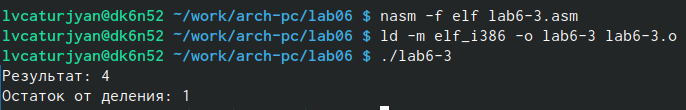 lvcaturjyan@dk6n52 ~/work/arch-pc/lab06 $ nasm -f elf lab6-3.asm
lvcaturjyan@dk6n52 ~/work/arch-pc/lab06 $ ld -m elf_i386 -o lab6-3 lab6-3.o
lvcaturjyan@dk6n52 ~/work/arch-pc/lab06 $ ./lab6-3
Результат: 4
Остаток от деления: 1